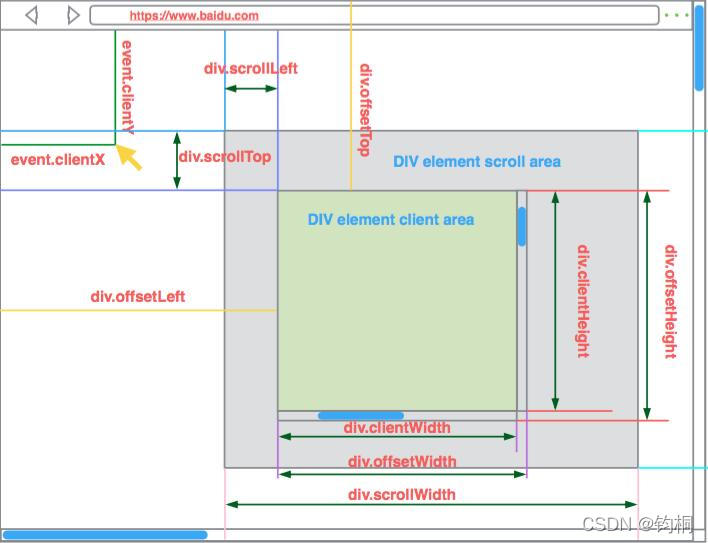 https://www.baidu.com
event.clientY
div.scrollLeft
div.offsetTop
event.clientX
div.scrollTop
DIV element scroll area
DIV element client area
div.offsetLeft
div.clientHeight
div.offsetHeight
div.clientWidth
div.offsetWidth
div.scrollWidth
CSDN @钧桐